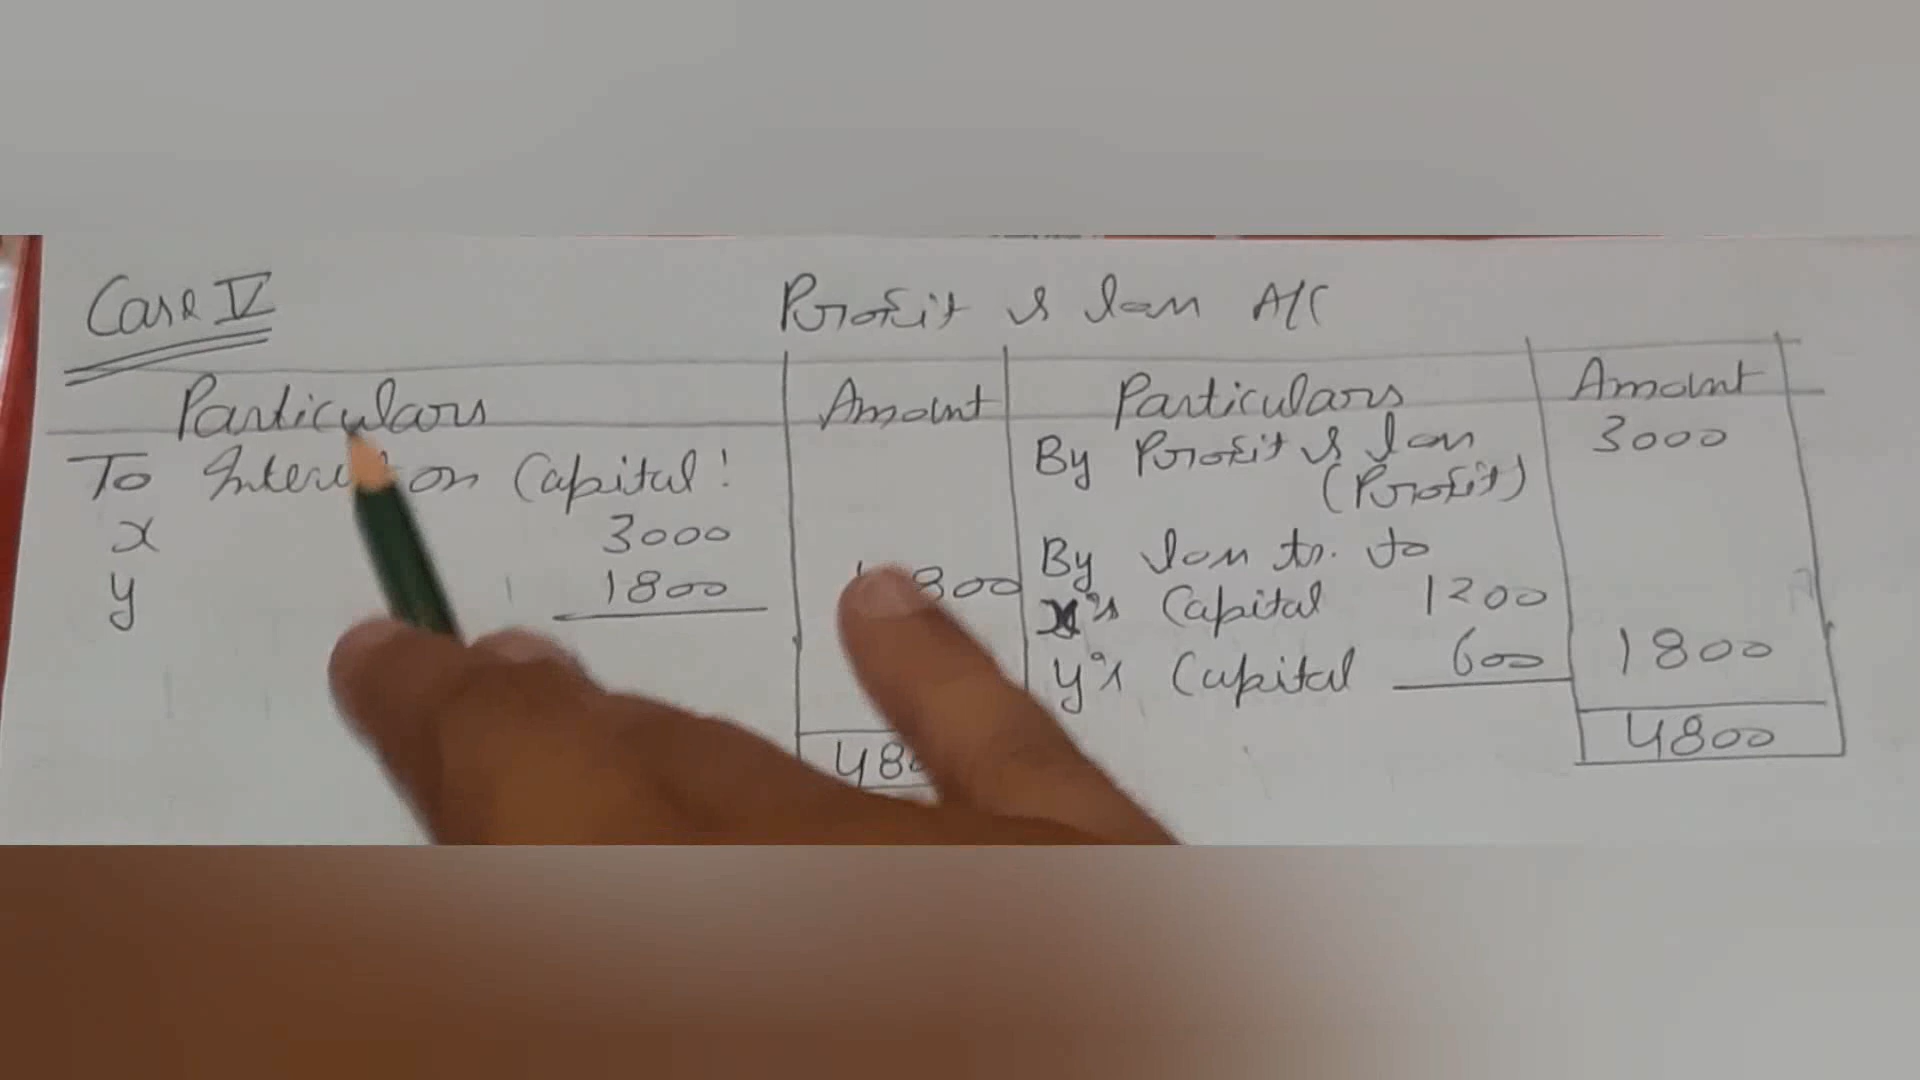 Case V
Profit & Loss A/C
Particulars Amount Particulars Amount
To on Capital: By Profit & Loss 3000
(Profit)
x 3000
y 1800
By Loss tr. to
x's Capital 1200
y's Capital 600 1800
4800